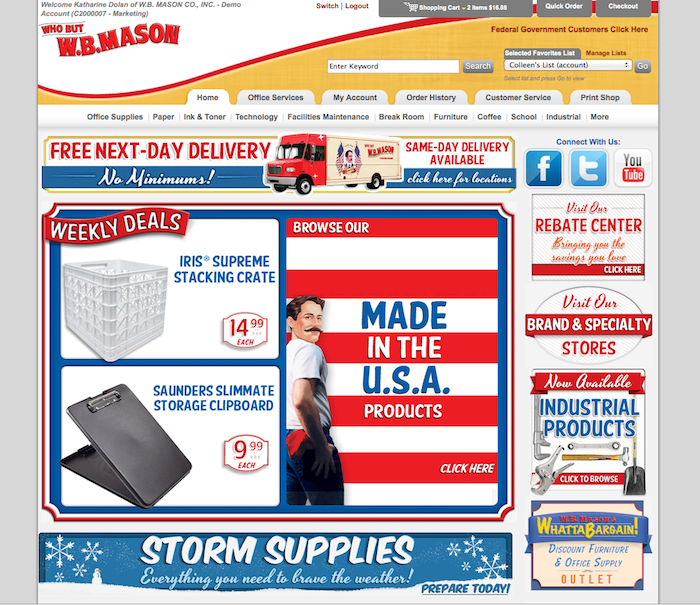 Welcome Katharine Dolan of W.B. MASON CO., INC. - Demo
Account (C2000007 - Marketing)
Switch | Logout
Shopping Cart
2 items $16.88
Quick Order
Checkout
WHO BUT
W.B. MASON
Federal Government Customers Click Here
Enter Keyword
Search
Selected Favorites List
Manage Lists
Colleen's List (account)
Go
Select list and press Go to view
Home
Office Services
My Account
Order History
Customer Service
Print Shop
Office Supplies | Paper | Ink & Toner | Technology | Facilities Maintenance | Break Room | Furniture | Coffee | School | Industrial | More
FREE NEXT-DAY DELIVERY
No Minimums!
W.B. MASON
SAME-DAY DELIVERY
AVAILABLE
click here for locations
Connect With Us:
f
t
You
Tube
WEEKLY DEALS
IRIS® SUPREME
STACKING CRATE
14 99
EACH
SAUNDERS SLIMMATE
STORAGE CLIPBOARD
9 99
EACH
BROWSE OUR
MADE
IN THE
U.S.A.
PRODUCTS
CLICK HERE
Visit Our
REBATE CENTER
Bringing you the
savings you love
CLICK HERE
Visit Our
BRAND & SPECIALTY
STORES
Now Available
INDUSTRIAL
PRODUCTS
CLICK TO BROWSE
W.B. MASON'S
WHATTABARGAIN!
DISCOUNT FURNITURE
& OFFICE SUPPLY
OUTLET
STORM SUPPLIES
Everything you need to brave the weather!
PREPARE TODAY!